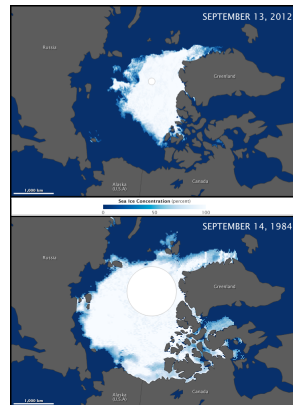 SEPTEMBER 13, 2012
Russia
Greenland
Alaska
(U.S.A)
Canada
1,000 km
Sea Ice Concentration (percent)
0 50 100
SEPTEMBER 14, 1984
Russia
Greenland
Alaska
(U.S.A)
Canada
1,000 km